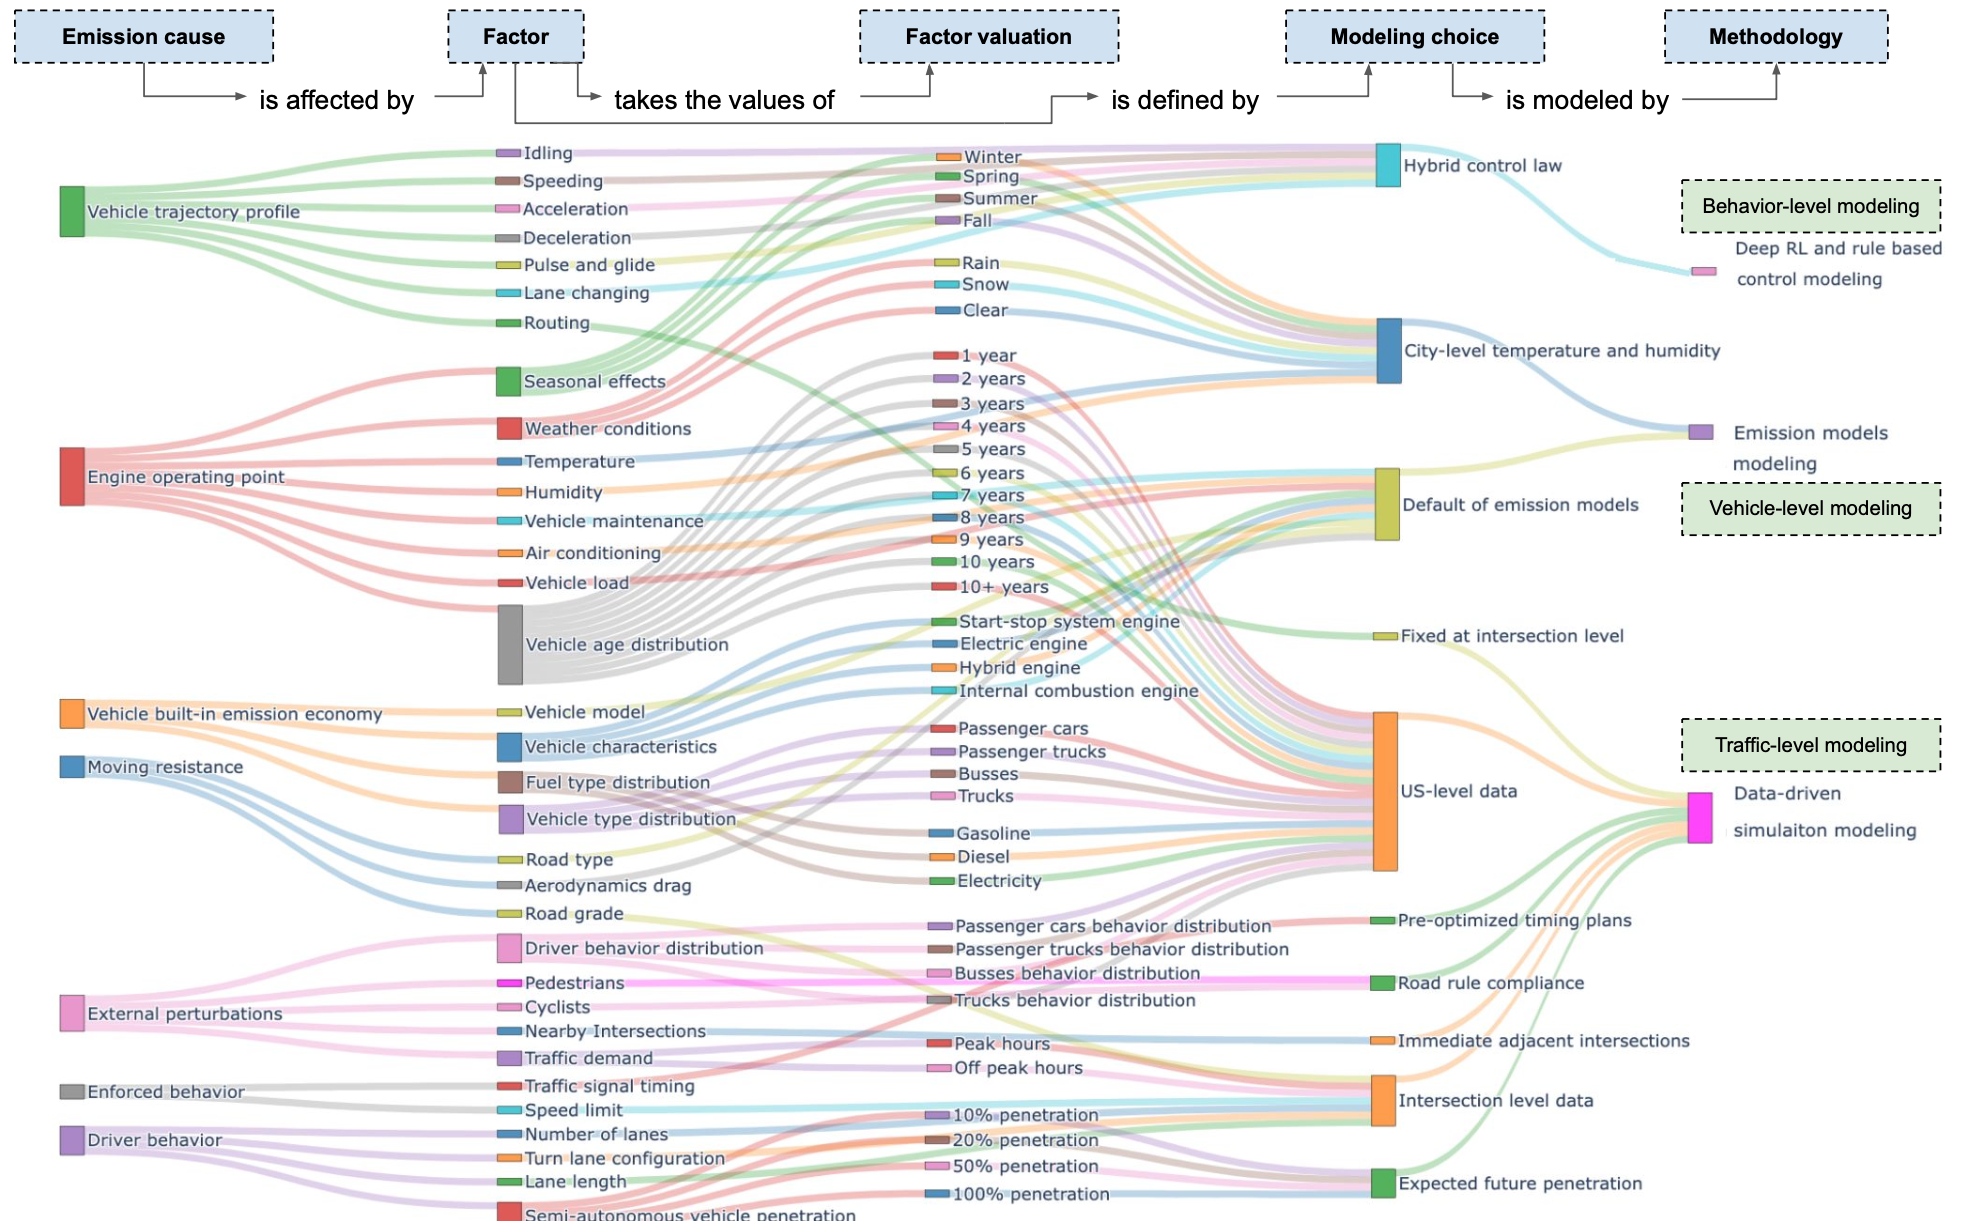 Emission cause
Factor
Factor valuation
Modeling choice
Methodology
is affected by
takes the values of
is defined by
is modeled by
Vehicle trajectory profile
Engine operating point
Vehicle built-in emission economy
Moving resistance
External perturbations
Enforced behavior
Driver behavior
Idling
Speeding
Acceleration
Deceleration
Pulse and glide
Lane changing
Routing
Seasonal effects
Weather conditions
Temperature
Humidity
Vehicle maintenance
Air conditioning
Vehicle load
Vehicle age distribution
Vehicle model
Vehicle characteristics
Fuel type distribution
Vehicle type distribution
Road type
Aerodynamics drag
Road grade
Driver behavior distribution
Pedestrians
Cyclists
Nearby Intersections
Traffic demand
Traffic signal timing
Speed limit
Number of lanes
Turn lane configuration
Lane length
Semi-autonomous vehicle penetration
Winter
Spring
Summer
Fall
Rain
Snow
Clear
1 year
2 years
3 years
4 years
5 years
6 years
7 years
8 years
9 years
10 years
10+ years
Start-stop system engine
Electric engine
Hybrid engine
Internal combustion engine
Passenger cars
Passenger trucks
Busses
Trucks
Gasoline
Diesel
Electricity
Passenger cars behavior distribution
Passenger trucks behavior distribution
Busses behavior distribution
Trucks behavior distribution
Peak hours
Off peak hours
10% penetration
20% penetration
50% penetration
100% penetration
Hybrid control law
City-level temperature and humidity
Default of emission models
Fixed at intersection level
US-level data
Pre-optimized timing plans
Road rule compliance
Immediate adjacent intersections
Intersection level data
Expected future penetration
Behavior-level modeling
Deep RL and rule based
control modeling
Emission models
modeling
Vehicle-level modeling
Traffic-level modeling
Data-driven
simulaiton modeling